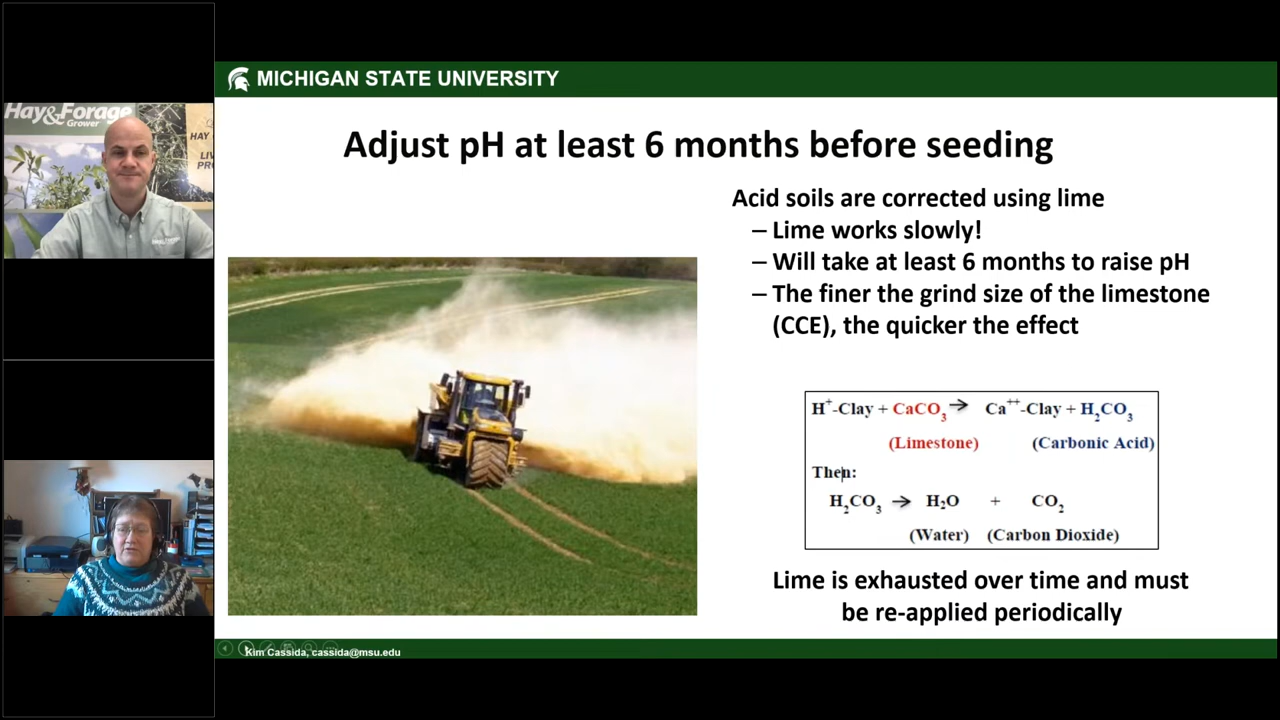 Hay&Forage
Grower
HAY
MICHIGAN STATE UNIVERSITY
Adjust pH at least 6 months before seeding
Acid soils are corrected using lime
– Lime works slowly!
– Will take at least 6 months to raise pH
– The finer the grind size of the limestone
(CCE), the quicker the effect
H⁺-Clay + CaCO₃ → Ca⁺⁺-Clay + H₂CO₃
(Limestone) (Carbonic Acid)
Then:
H₂CO₃ → H₂O + CO₂
(Water) (Carbon Dioxide)
Lime is exhausted over time and must
be re-applied periodically
Kim Cassida, cassida@msu.edu